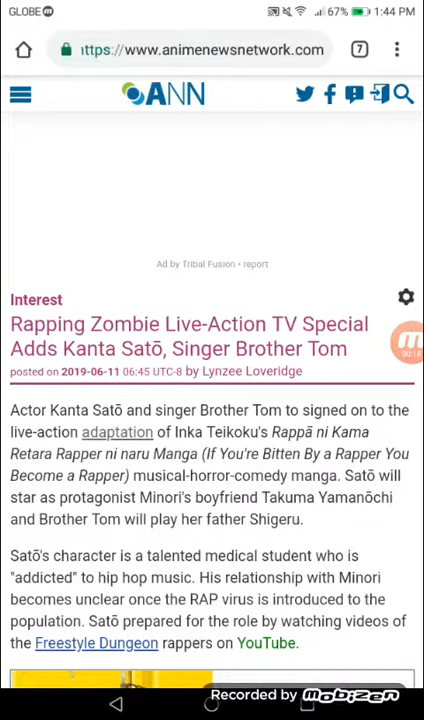 GLOBE
67% 1:44 PM
https://www.animenewsnetwork.com
7
ANN
Ad by Tribal Fusion • report
Interest
Rapping Zombie Live-Action TV Special
Adds Kanta Satō, Singer Brother Tom
posted on 2019-06-11 06:45 UTC-8 by Lynzee Loveridge
Actor Kanta Satō and singer Brother Tom to signed on to the
live-action adaptation of Inka Teikoku's Rappā ni Kama
Retara Rapper ni naru Manga (If You're Bitten By a Rapper You
Become a Rapper) musical-horror-comedy manga. Satō will
star as protagonist Minori's boyfriend Takuma Yamanōchi
and Brother Tom will play her father Shigeru.
Satō's character is a talented medical student who is
"addicted" to hip hop music. His relationship with Minori
becomes unclear once the RAP virus is introduced to the
population. Satō prepared for the role by watching videos of
the Freestyle Dungeon rappers on YouTube.
Recorded by mobizen